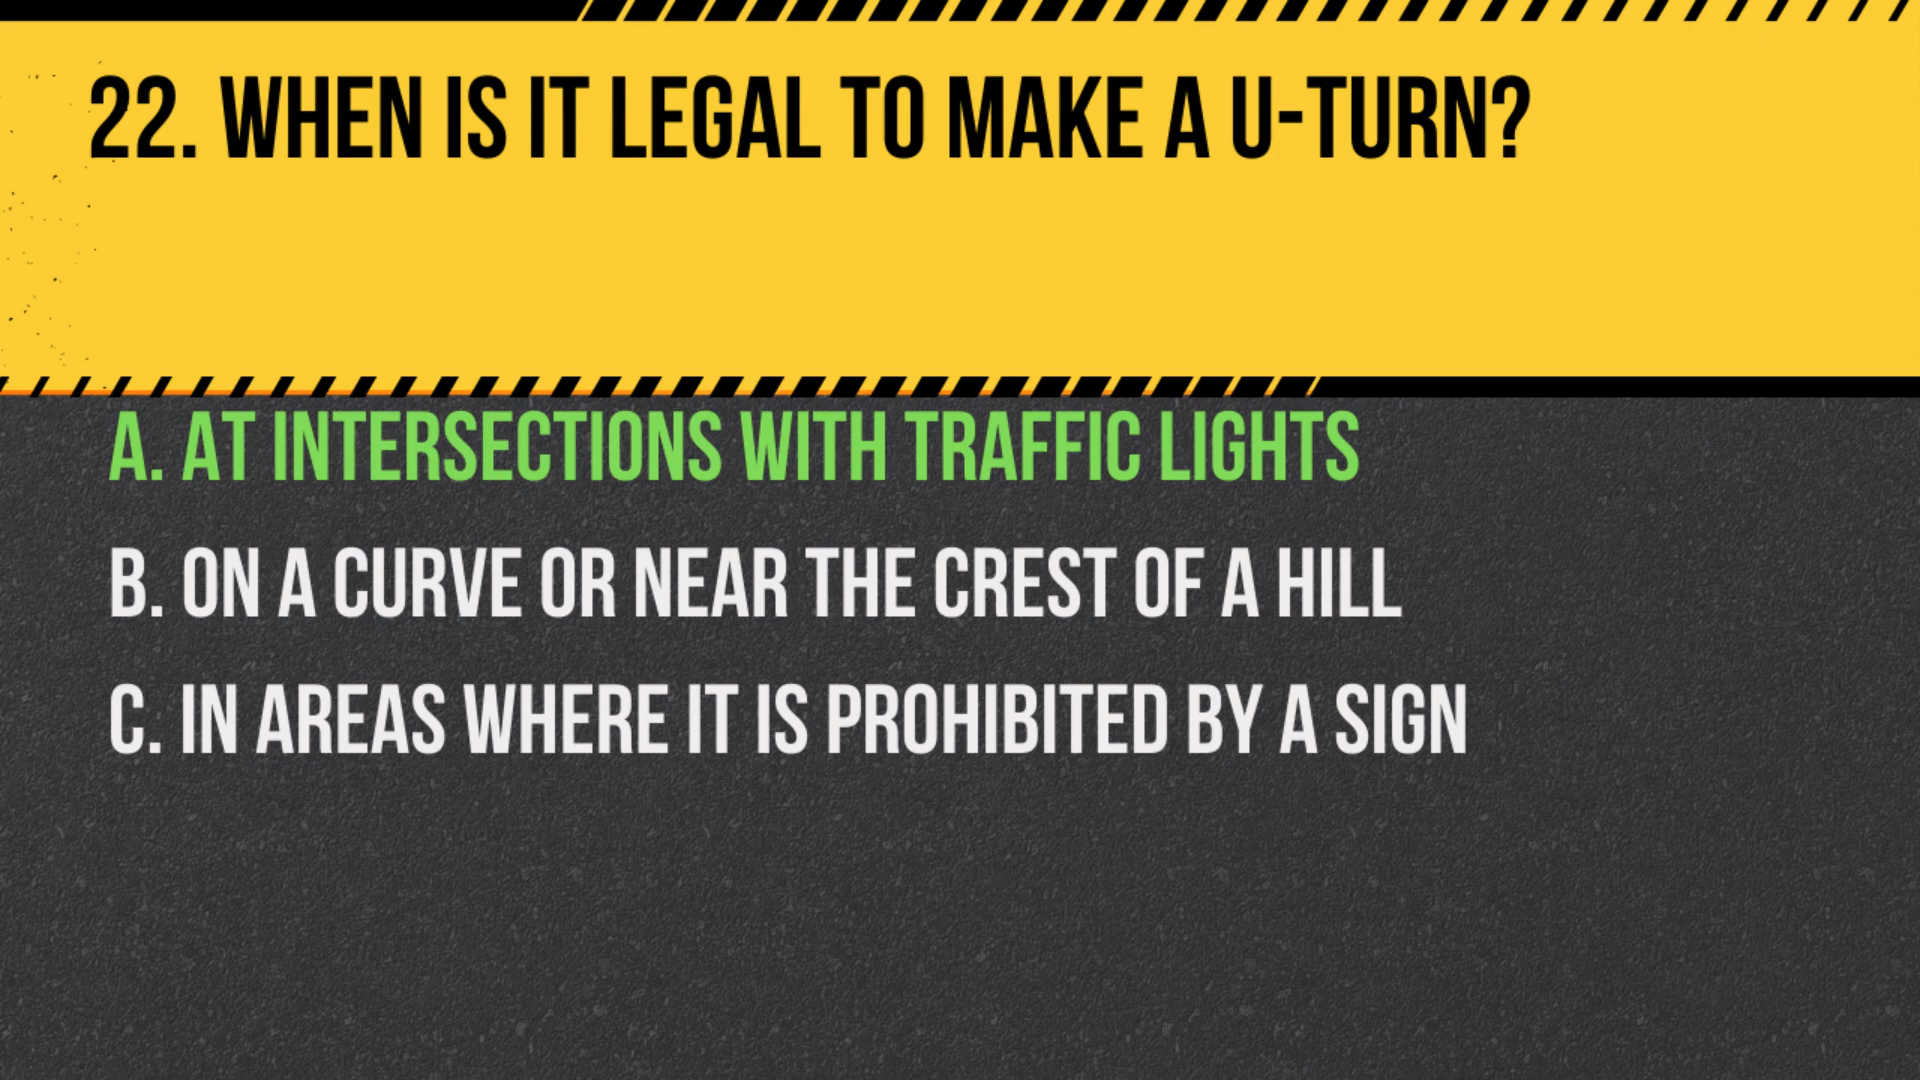 22. WHEN IS IT LEGAL TO MAKE A U-TURN?
A. AT INTERSECTIONS WITH TRAFFIC LIGHTS
B. ON A CURVE OR NEAR THE CREST OF A HILL
C. IN AREAS WHERE IT IS PROHIBITED BY A SIGN